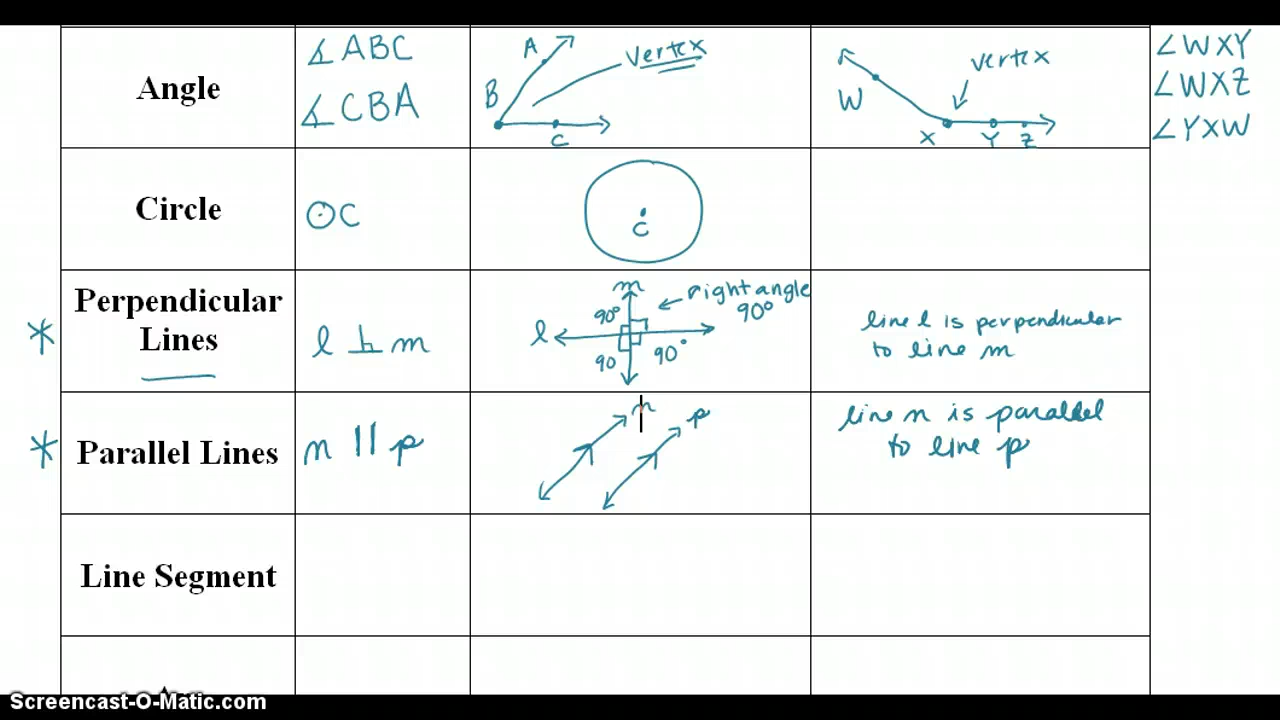 Angle
∡ABC
∡CBA
A
B
C
vertex
W
X
Y
Z
vertex
∠WXY
∠WXZ
∠YXW
Circle
⊙C
C
Perpendicular
Lines
l ⊥ m
m
l
90°
90
90°
right angle
90°
line l is perpendicular
to line m
Parallel Lines
n || p
n
p
line n is parallel
to line p
Line Segment
Screencast-O-Matic.com